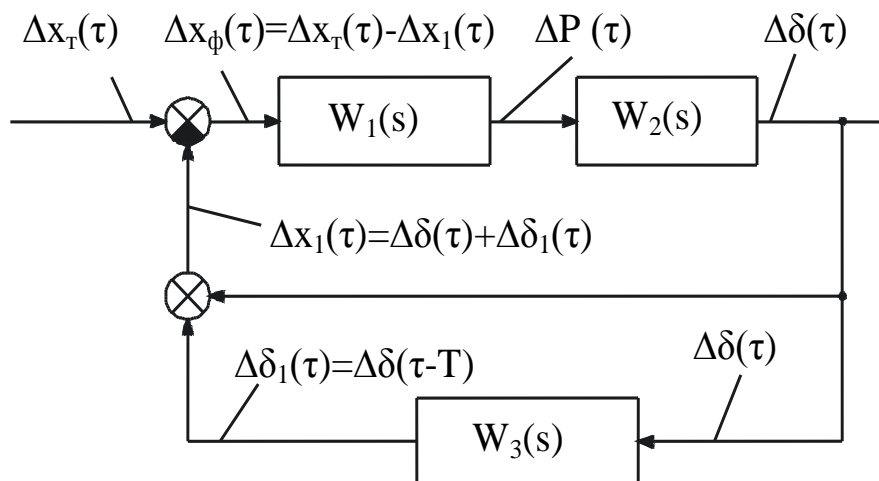 Δxт(τ)
Δxф(τ)=Δxт(τ)-Δx₁(τ)
ΔP (τ)
Δδ(τ)
W₁(s)
W₂(s)
Δx₁(τ)=Δδ(τ)+Δδ₁(τ)
Δδ₁(τ)=Δδ(τ-T)
Δδ(τ)
W₃(s)